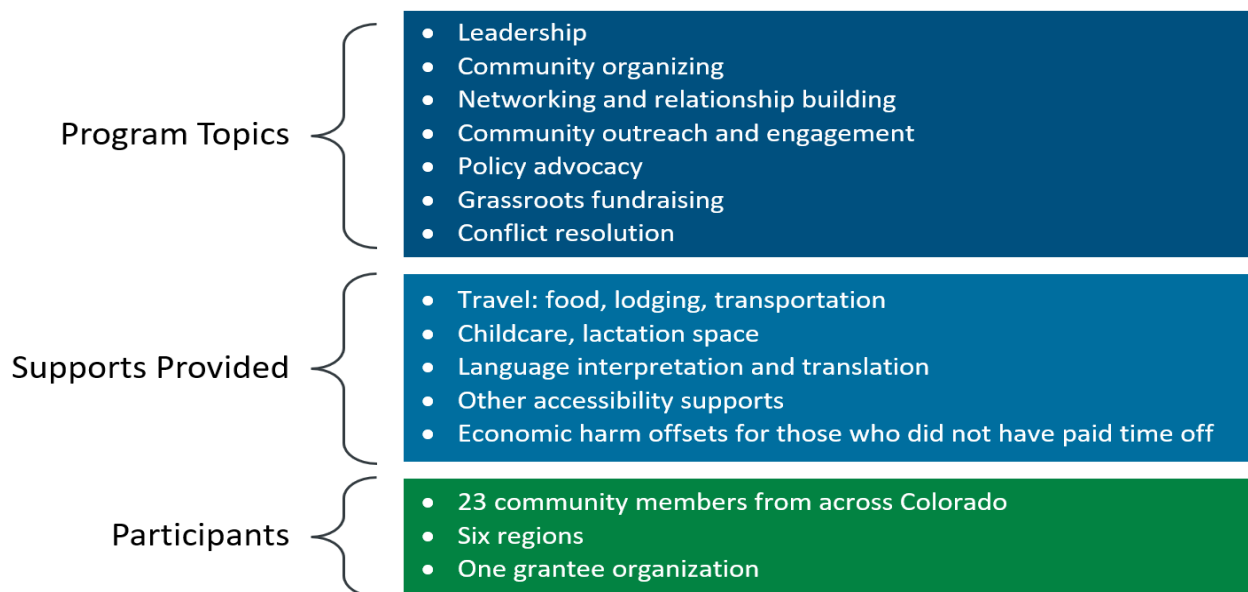 Program Topics
• Leadership
• Community organizing
• Networking and relationship building
• Community outreach and engagement
• Policy advocacy
• Grassroots fundraising
• Conflict resolution
Supports Provided
• Travel: food, lodging, transportation
• Childcare, lactation space
• Language interpretation and translation
• Other accessibility supports
• Economic harm offsets for those who did not have paid time off
Participants
• 23 community members from across Colorado
• Six regions
• One grantee organization